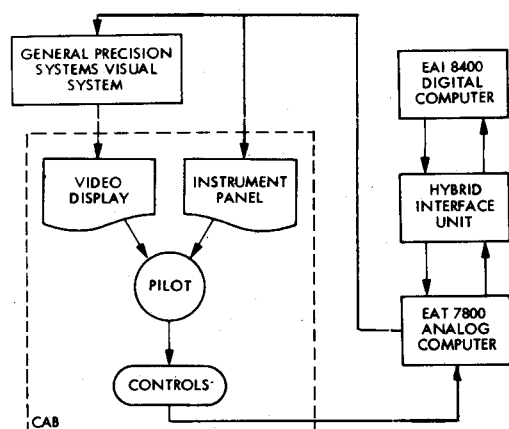 GENERAL PRECISION
SYSTEMS VISUAL
SYSTEM
EAI 8400
DIGITAL
COMPUTER
VIDEO
DISPLAY
INSTRUMENT
PANEL
HYBRID
INTERFACE
UNIT
PILOT
EAT 7800
ANALOG
COMPUTER
CONTROLS
CAB